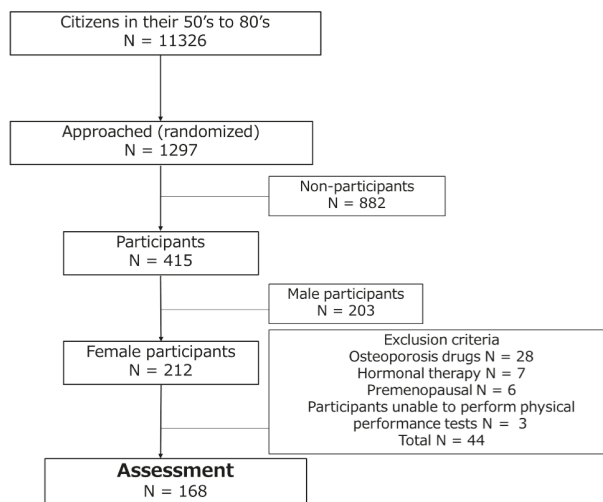 Citizens in their 50's to 80's
N = 11326
Approached (randomized)
N = 1297
Non-participants
N = 882
Participants
N = 415
Male participants
N = 203
Female participants
N = 212
Exclusion criteria
Osteoporosis drugs N = 28
Hormonal therapy N = 7
Premenopausal N = 6
Participants unable to perform physical
performance tests N = 3
Total N = 44
Assessment
N = 168